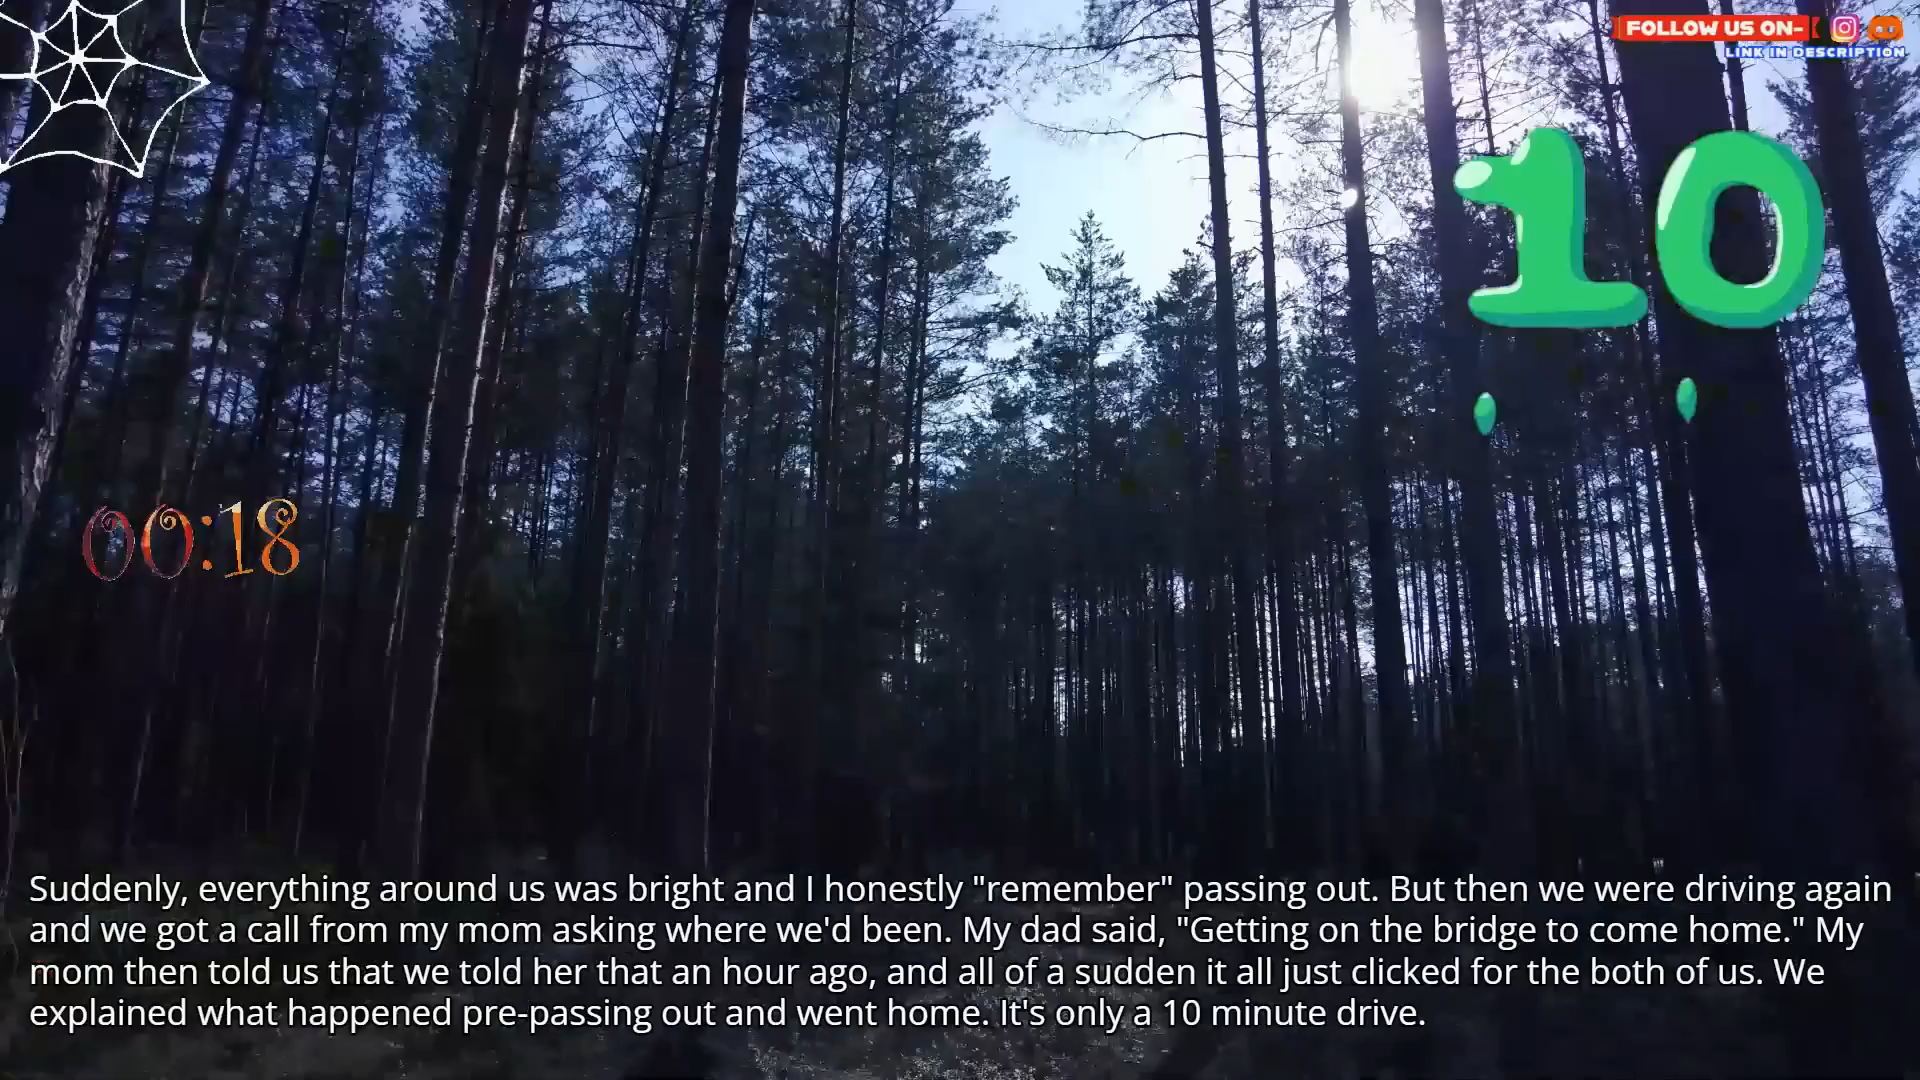 FOLLOW US ON-
LINK IN DESCRIPTION
10
00:18
Suddenly, everything around us was bright and I honestly "remember" passing out. But then we were driving again
and we got a call from my mom asking where we'd been. My dad said, "Getting on the bridge to come home." My
mom then told us that we told her that an hour ago, and all of a sudden it all just clicked for the both of us. We
explained what happened pre-passing out and went home. It's only a 10 minute drive.